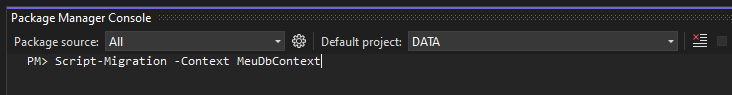 Package Manager Console
Package source: All Default project: DATA
PM> Script-Migration -Context MeuDbContext